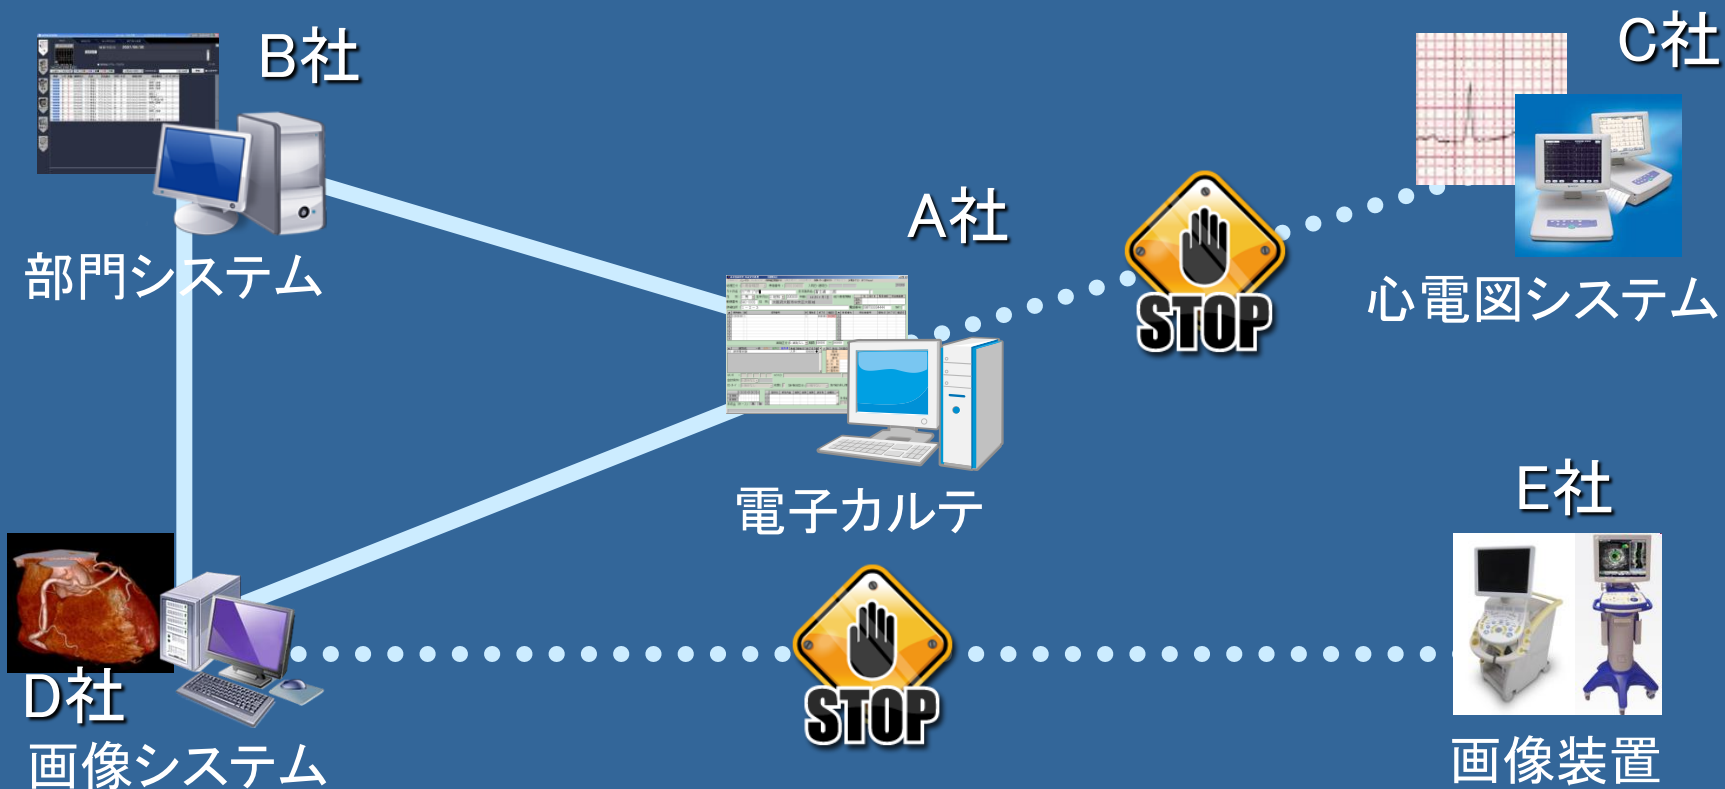 B社
部門システム
A社
電子カルテ
STOP
C社
心電図システム
D社
画像システム
STOP
E社
画像装置